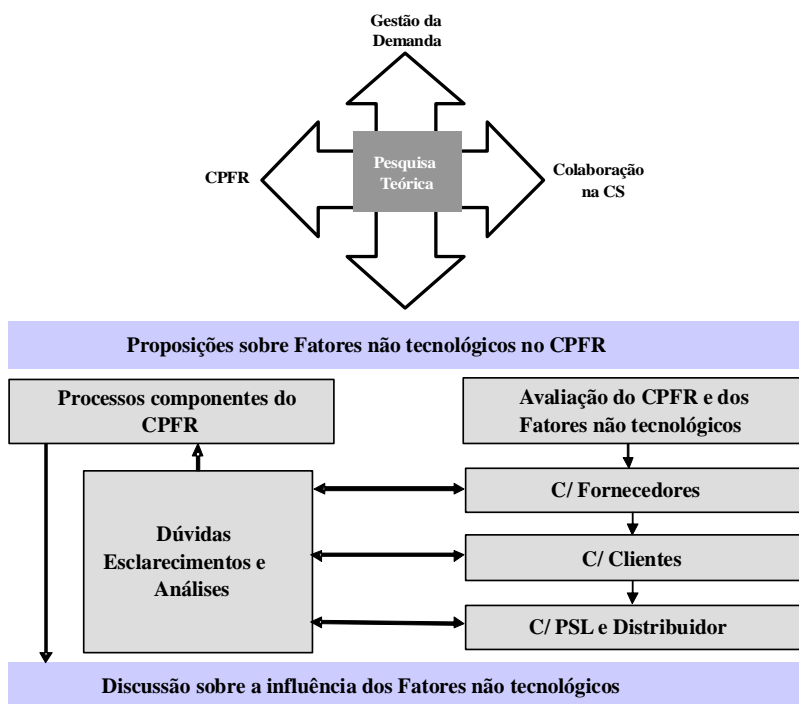 Gestão da
Demanda
CPFR
Pesquisa
Teórica
Colaboração
na CS
Proposições sobre Fatores não tecnológicos no CPFR
Processos componentes do
CPFR
Avaliação do CPFR e dos
Fatores não tecnológicos
Dúvidas
Esclarecimentos e
Análises
C/ Fornecedores
C/ Clientes
C/ PSL e Distribuidor
Discussão sobre a influência dos Fatores não tecnológicos